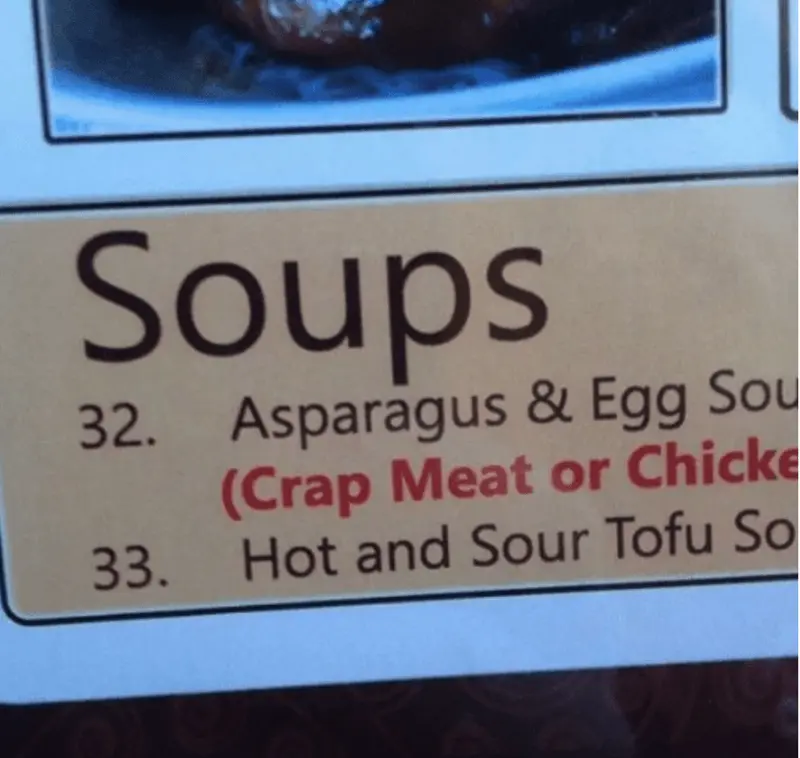 Soups
32. Asparagus & Egg Sou
(Crap Meat or Chicke
33. Hot and Sour Tofu So